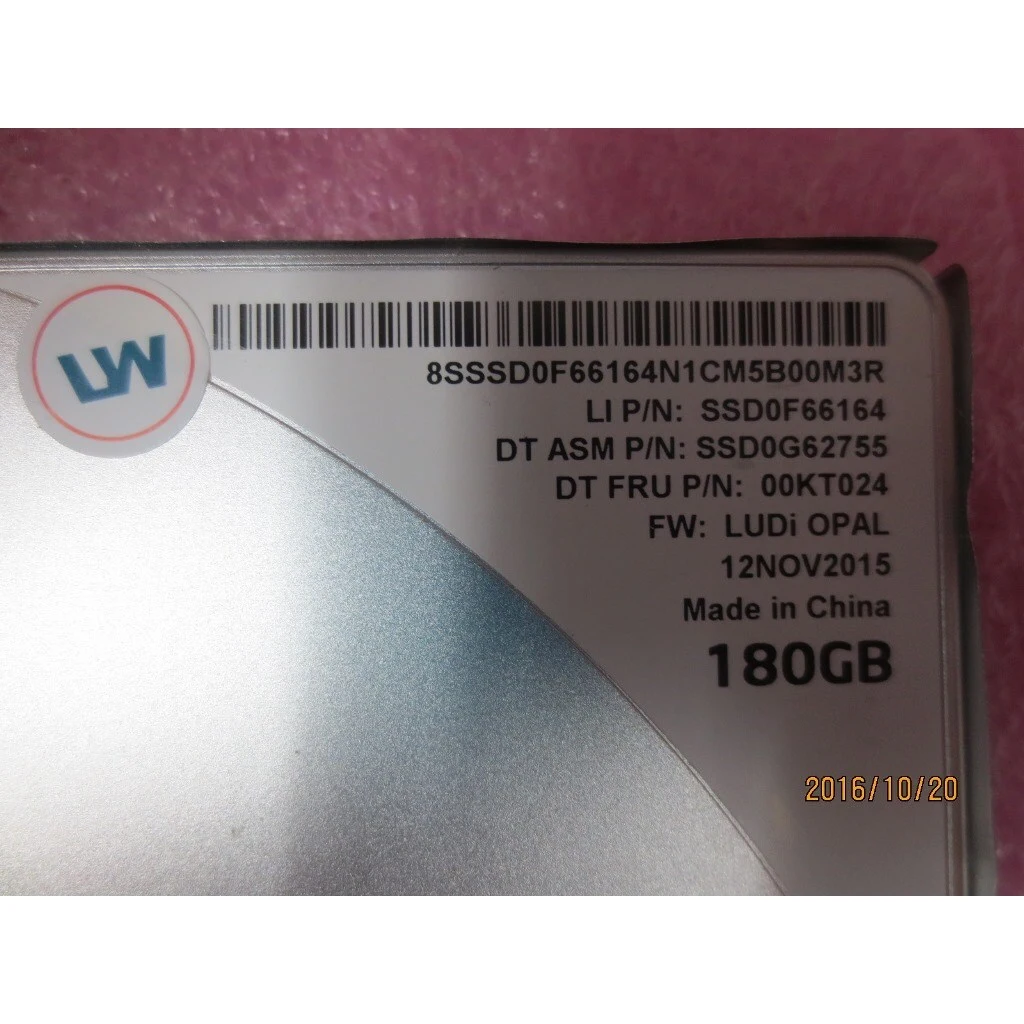 LW
8SSSD0F66164N1CM5B00M3R
LI P/N: SSD0F66164
DT ASM P/N: SSD0G62755
DT FRU P/N: 00KT024
FW: LUDi OPAL
12NOV2015
Made in China
180GB
2016/10/20